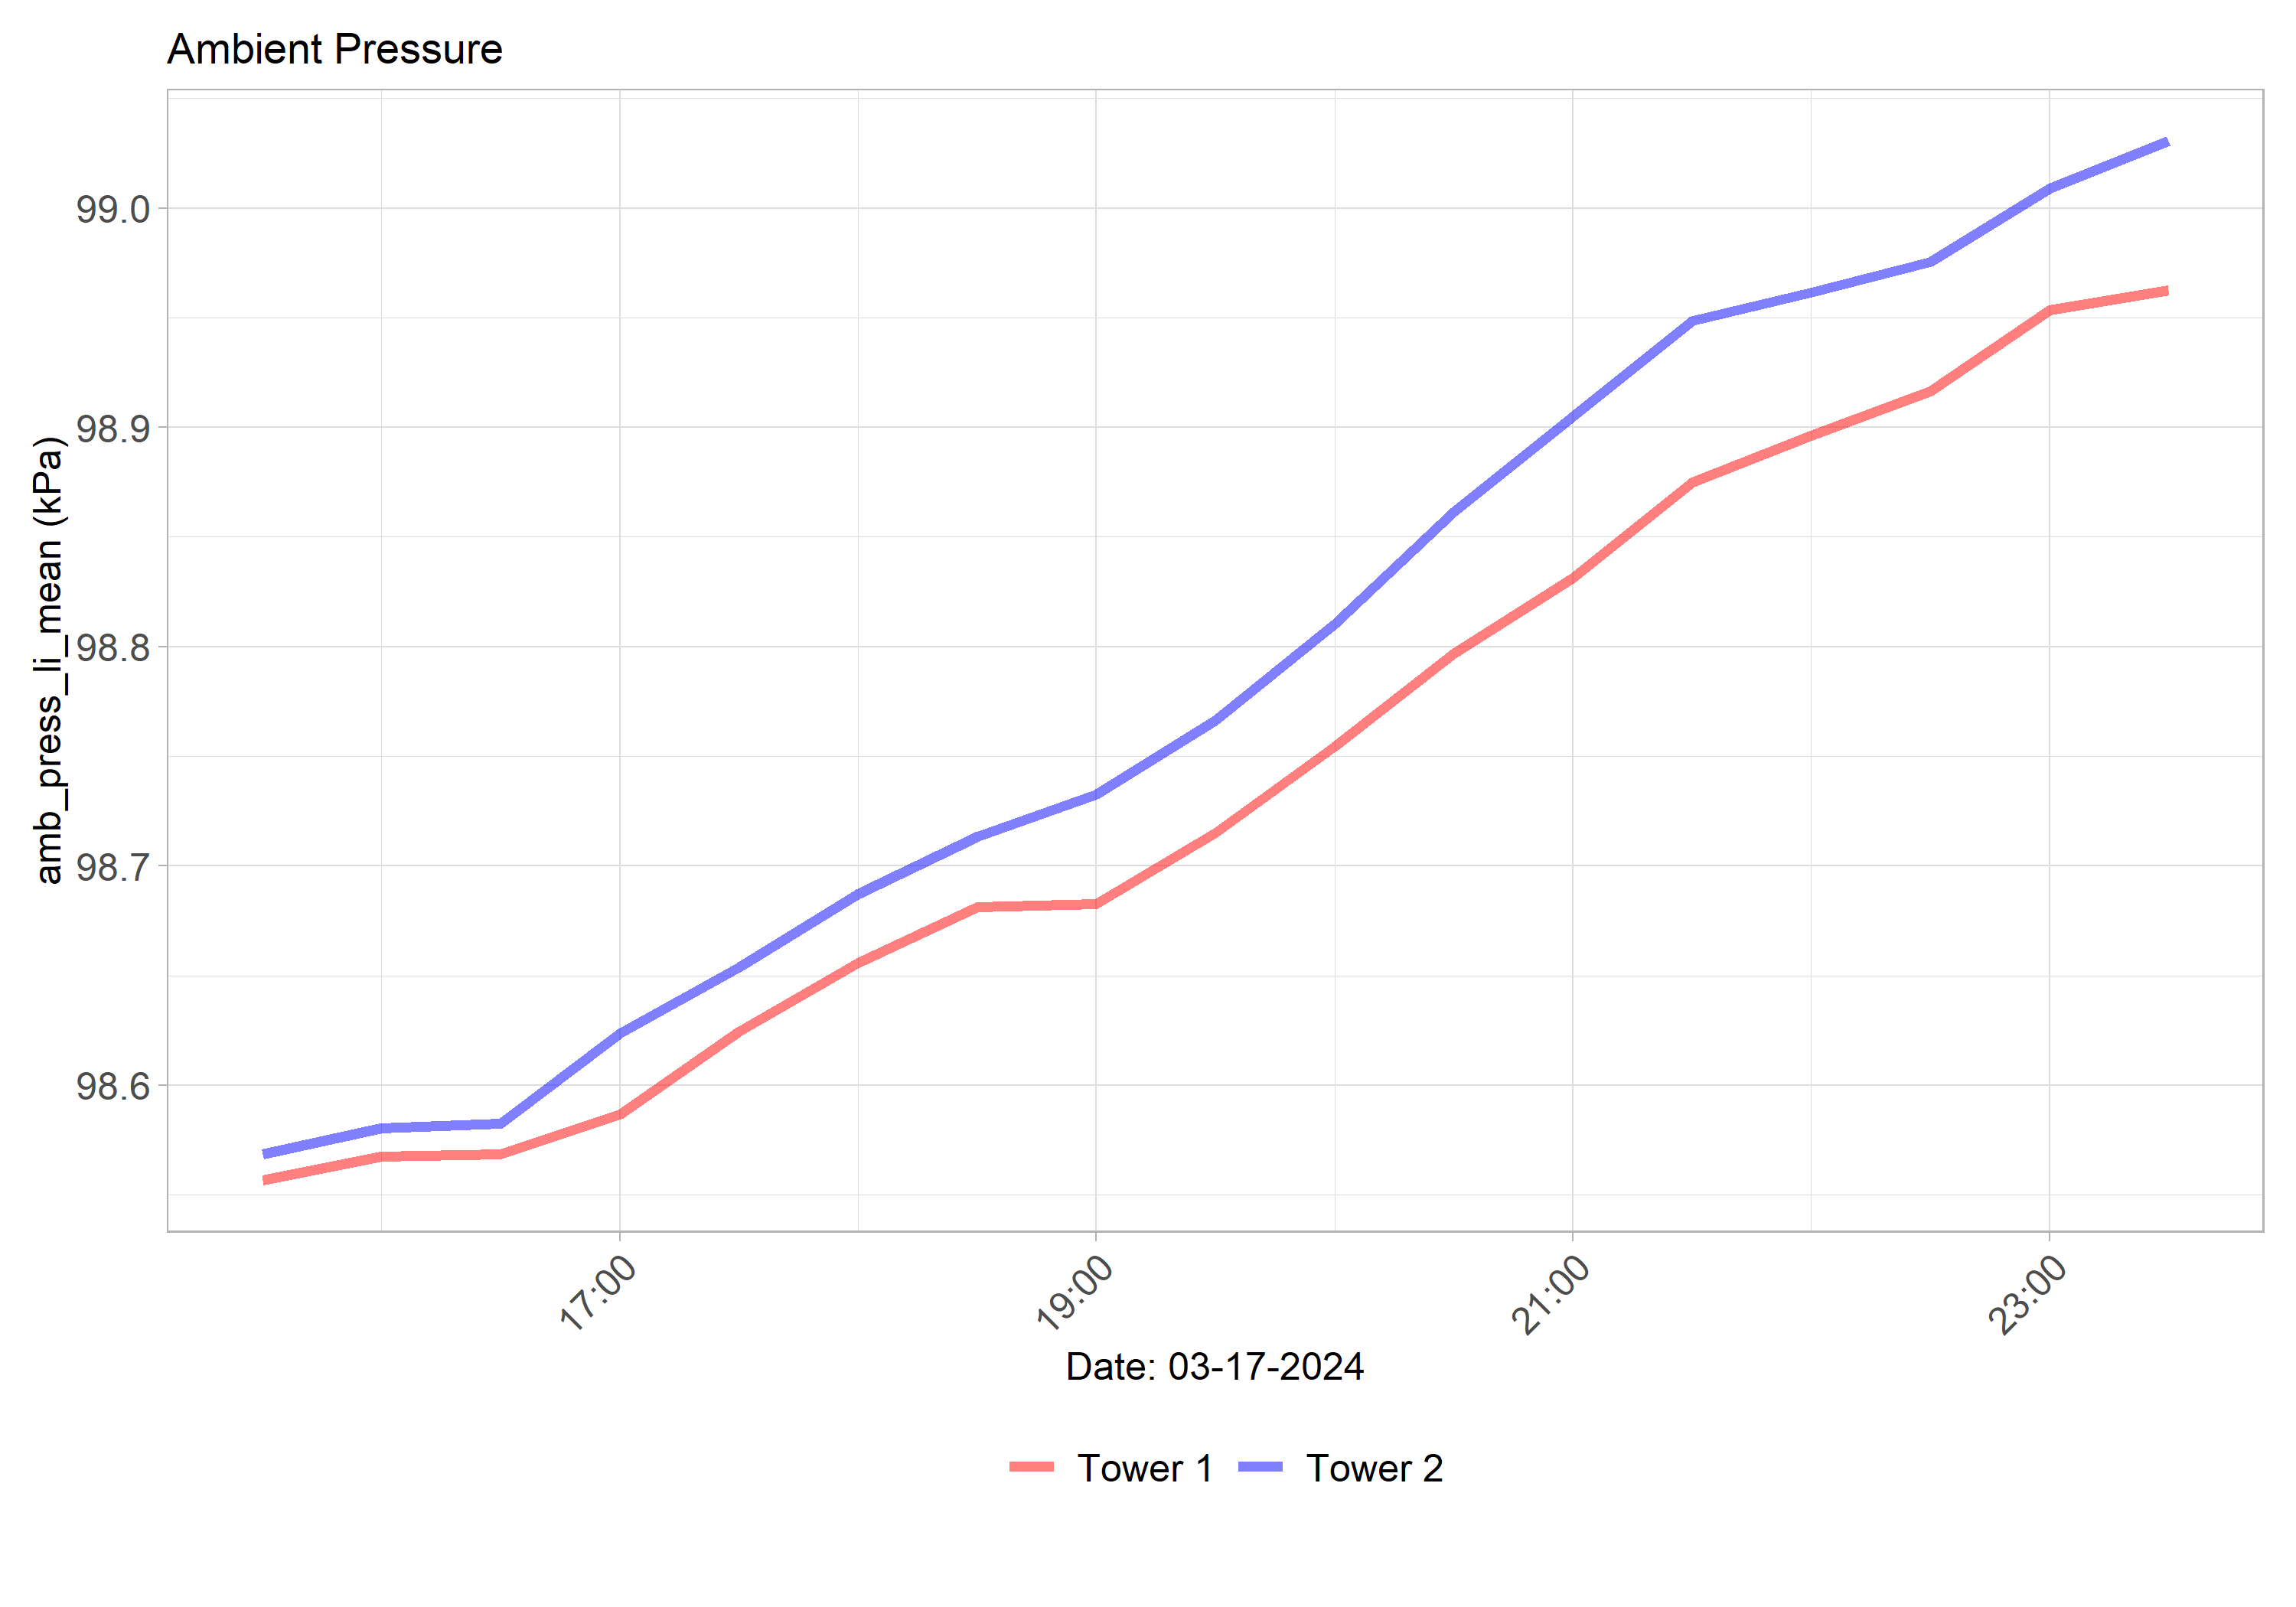 Ambient Pressure
amb_press_li_mean (kPa)
99.0
98.9
98.8
98.7
98.6
17:00
19:00
21:00
23:00
Date: 03-17-2024
Tower 1
Tower 2